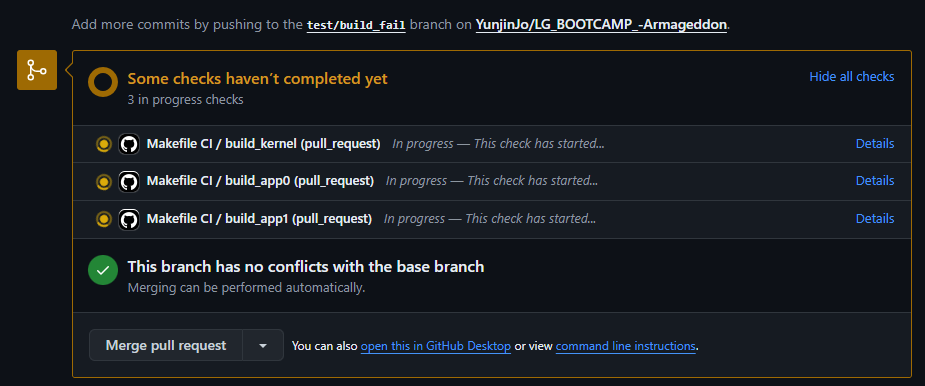 Add more commits by pushing to the test/build_fail branch on YunjinJo/LG_BOOTCAMP_-Armageddon.
Some checks haven't completed yet
Hide all checks
3 in progress checks
Makefile CI / build_kernel (pull_request) In progress — This check has started... Details
Makefile CI / build_app0 (pull_request) In progress — This check has started... Details
Makefile CI / build_app1 (pull_request) In progress — This check has started... Details
This branch has no conflicts with the base branch
Merging can be performed automatically.
Merge pull request You can also open this in GitHub Desktop or view command line instructions.